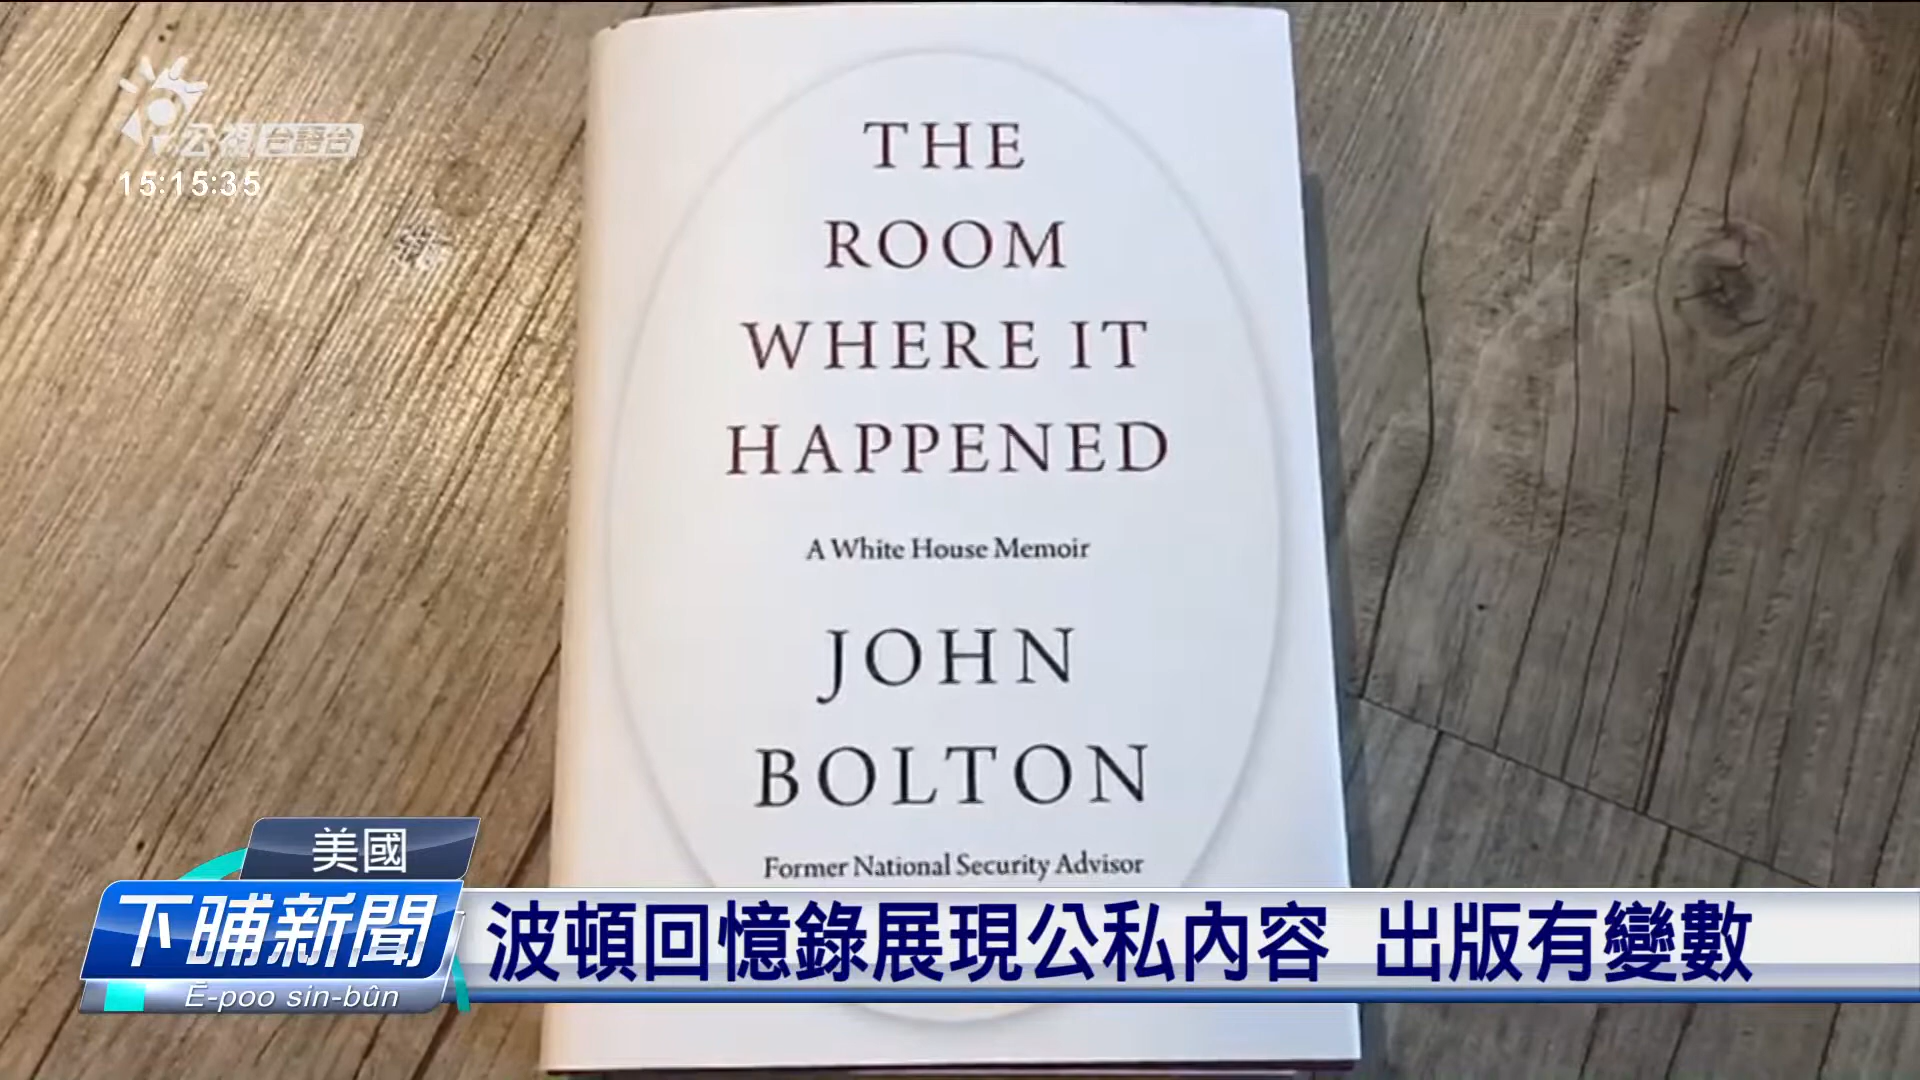 公視台語台
15:15:35
THE
ROOM
WHERE IT
HAPPENED
A White House Memoir
JOHN
BOLTON
Former National Security Advisor
美國
下晡新聞
Ē-poo sin-bûn
波頓回憶錄展現公私內容 出版有變數